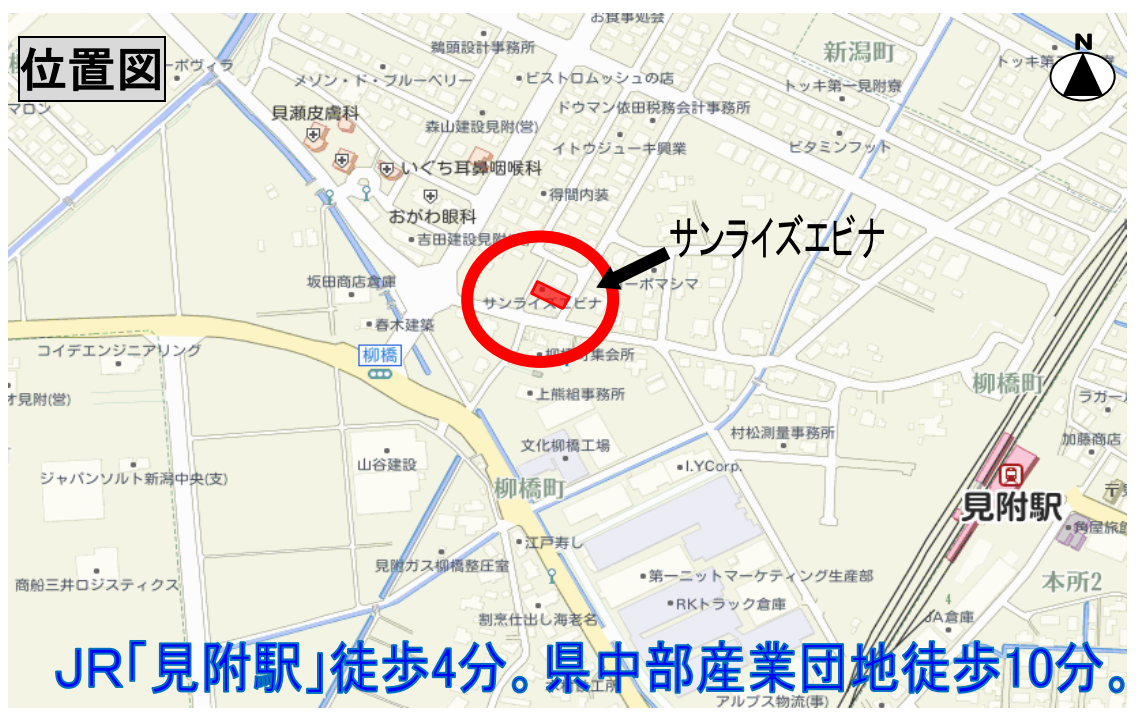 お食事処会
鵜頭設計事務所
新潟町
N
位置図
ーボヴィラ
メゾン・ド・ブルーベリー
ビストロムッシュの店
トッキ第一見附寮
マロン
貝瀬皮膚科
ドウマン依田税務会計事務所
森山建設見附(営)
イトウジューキ興業
ビタミンフット
いぐち耳鼻咽喉科
得間内装
おがわ眼科
吉田建設見附
サンライズエビナ
坂田商店倉庫
ーボマシマ
サンライズエビナ
春木建築
コイデエンジニアリング
柳橋
柳橋町集会所
柳橋町
オ見附(営)
上熊組事務所
ラガール
村松測量事務所
加藤商店
文化柳橋工場
山谷建設
I.YCorp.
ジャパンソルト新潟中央(支)
柳橋町
見附駅
角屋旅館
江戸寿し
見附ガス柳橋整圧室
第一ニットマーケティング生産部
商船三井ロジスティクス
本所2
RKトラック倉庫
4
JA倉庫
割烹仕出し海老名
JR「見附駅」徒歩4分。県中部産業団地徒歩10分。
アルプス物流(事)